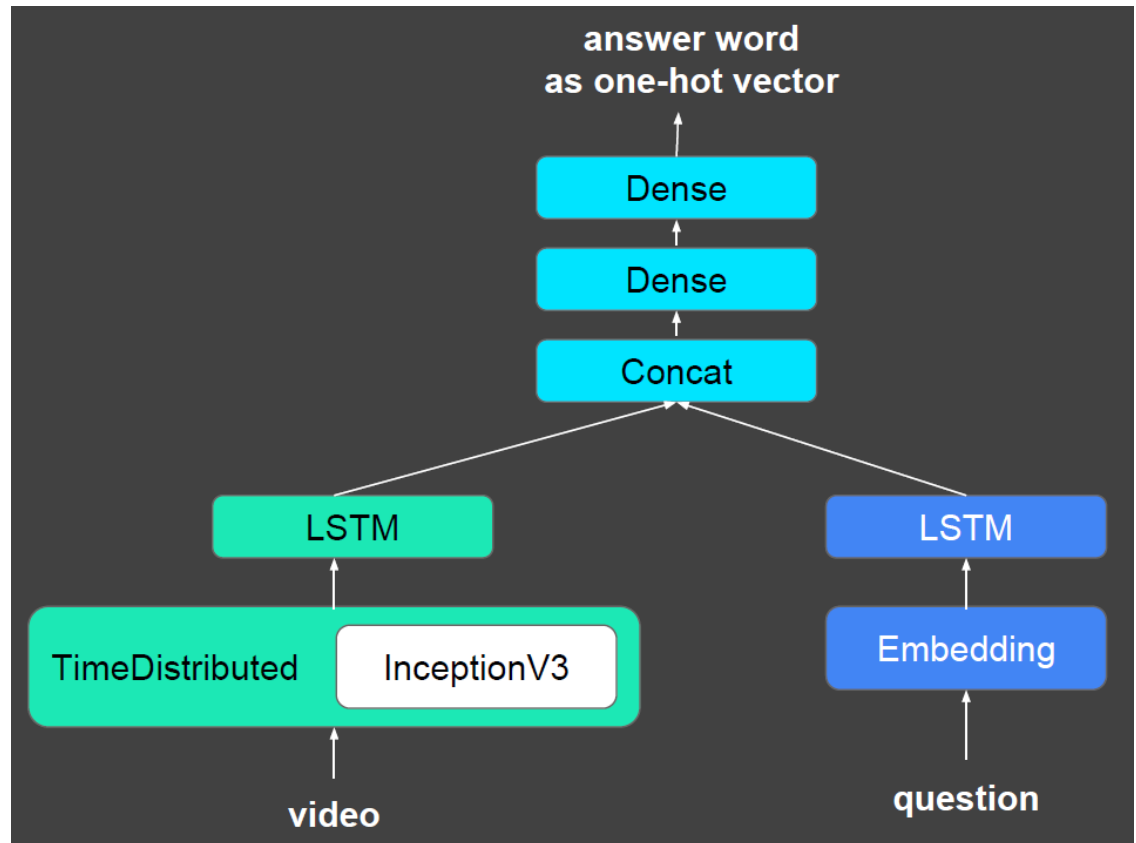 answer word
as one-hot vector
Dense
Dense
Concat
LSTM
LSTM
TimeDistributed
InceptionV3
Embedding
video
question